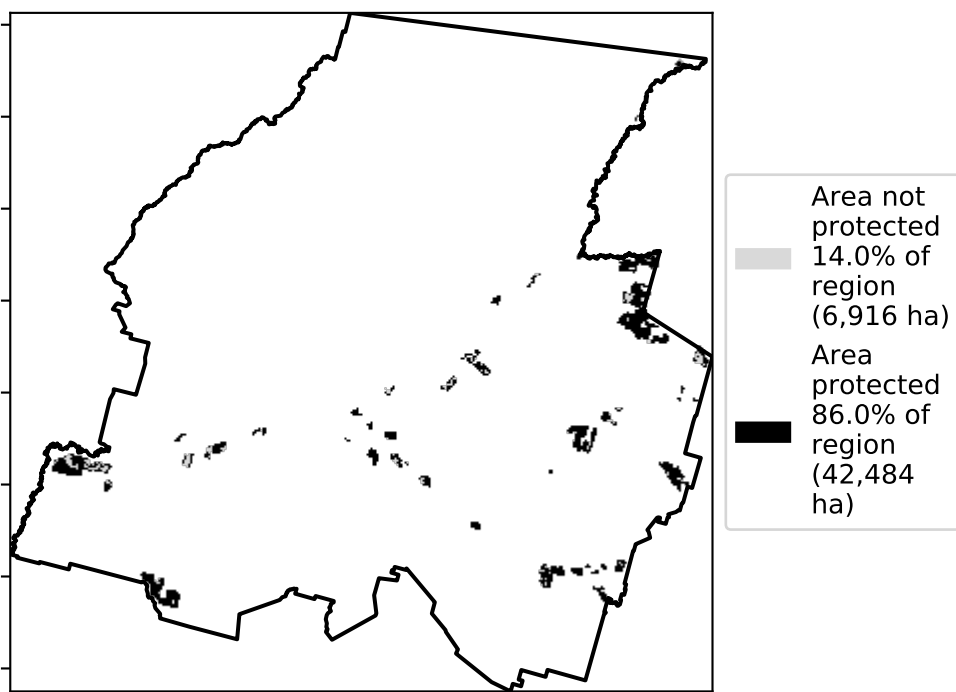 Area not
protected
14.0% of
region
(6,916 ha)
Area
protected
86.0% of
region
(42,484
ha)